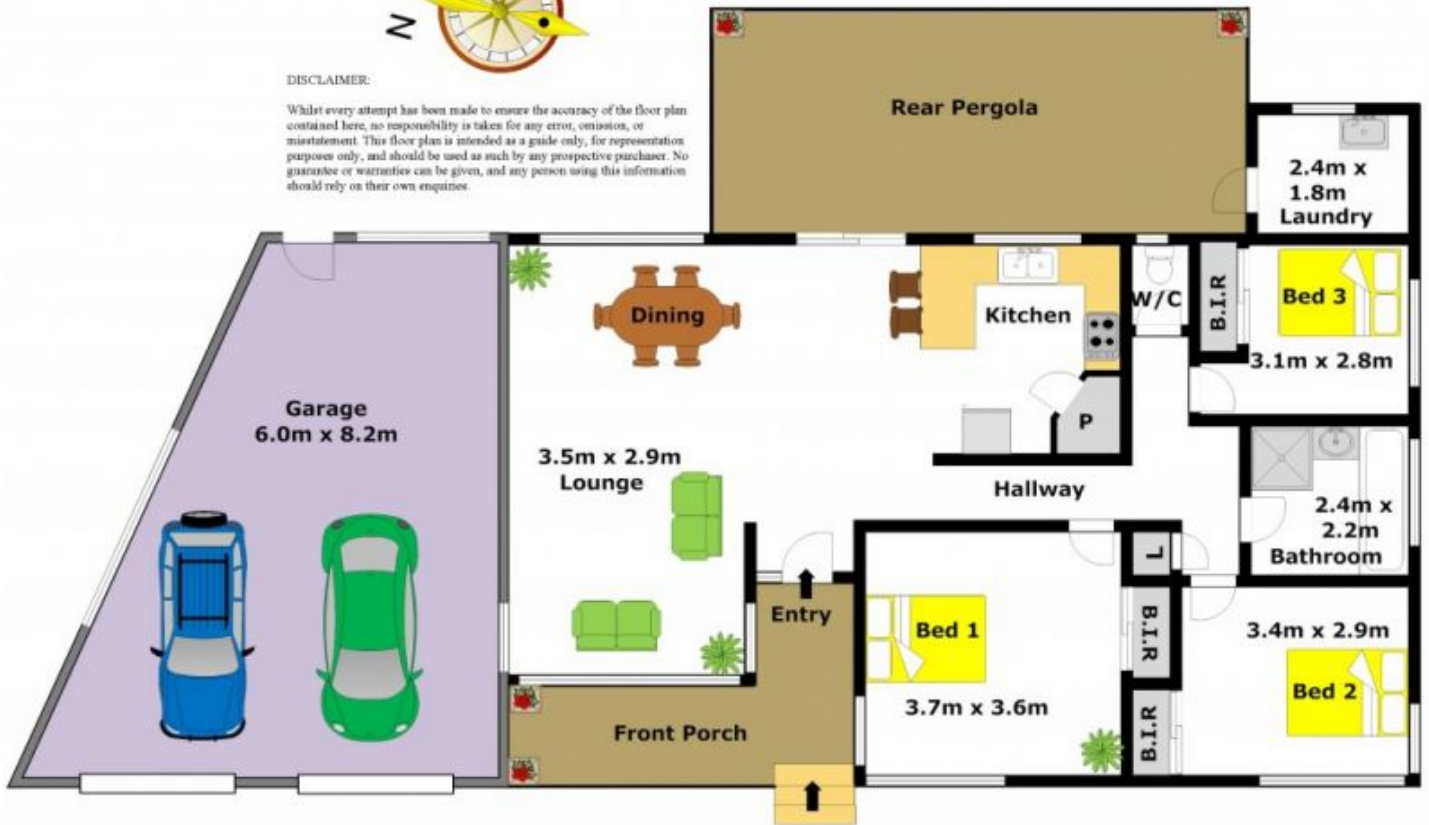 N
DISCLAIMER:
Whilst every attempt has been made to ensure the accuracy of the floor plan
contained here, no responsibility is taken for any error, omission, or
misstatement. This floor plan is intended as a guide only, for representation
purposes only, and should be used as such by any prospective purchaser. No
guarantee or warranties can be given, and any person using this information
should rely on their own enquiries.
Rear Pergola
2.4m x
1.8m
Laundry
Dining
Kitchen
W/C
B.I.R
Bed 3
3.1m x 2.8m
Garage
6.0m x 8.2m
P
3.5m x 2.9m
Lounge
Hallway
2.4m x
2.2m
Bathroom
L
Entry
Bed 1
3.7m x 3.6m
B.I.R
B.I.R
3.4m x 2.9m
Bed 2
Front Porch